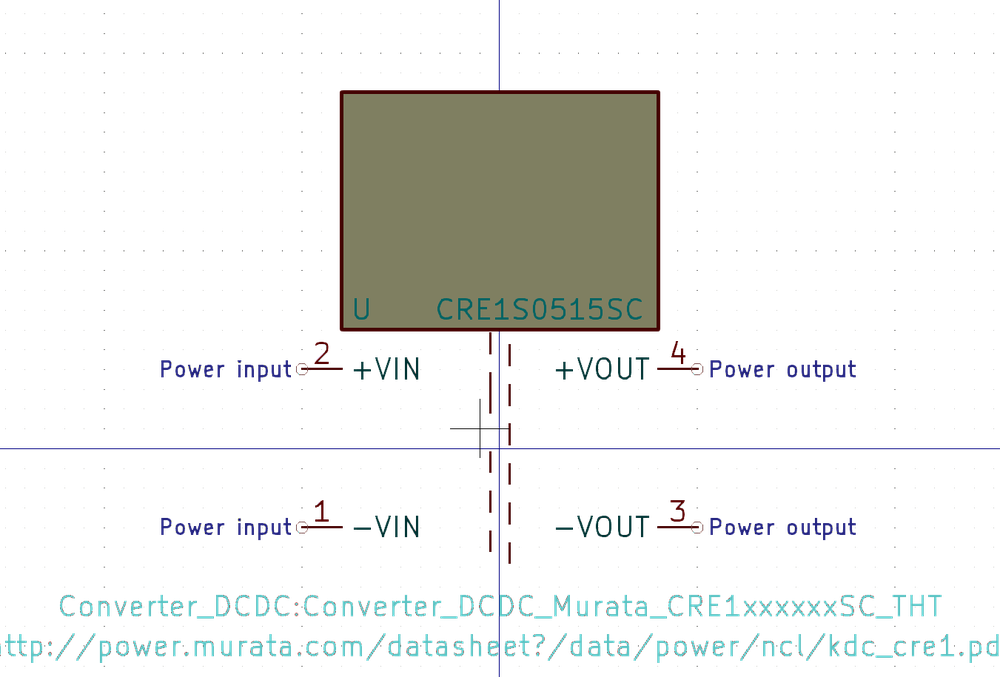 U CRE1S0515SC
Power input 2 +VIN +VOUT 4 Power output
Power input 1 −VIN −VOUT 3 Power output
Converter_DCDC:Converter_DCDC_Murata_CRE1xxxxxxSC_THT
ttp://power.murata.com/datasheet?/data/power/ncl/kdc_cre1.pd